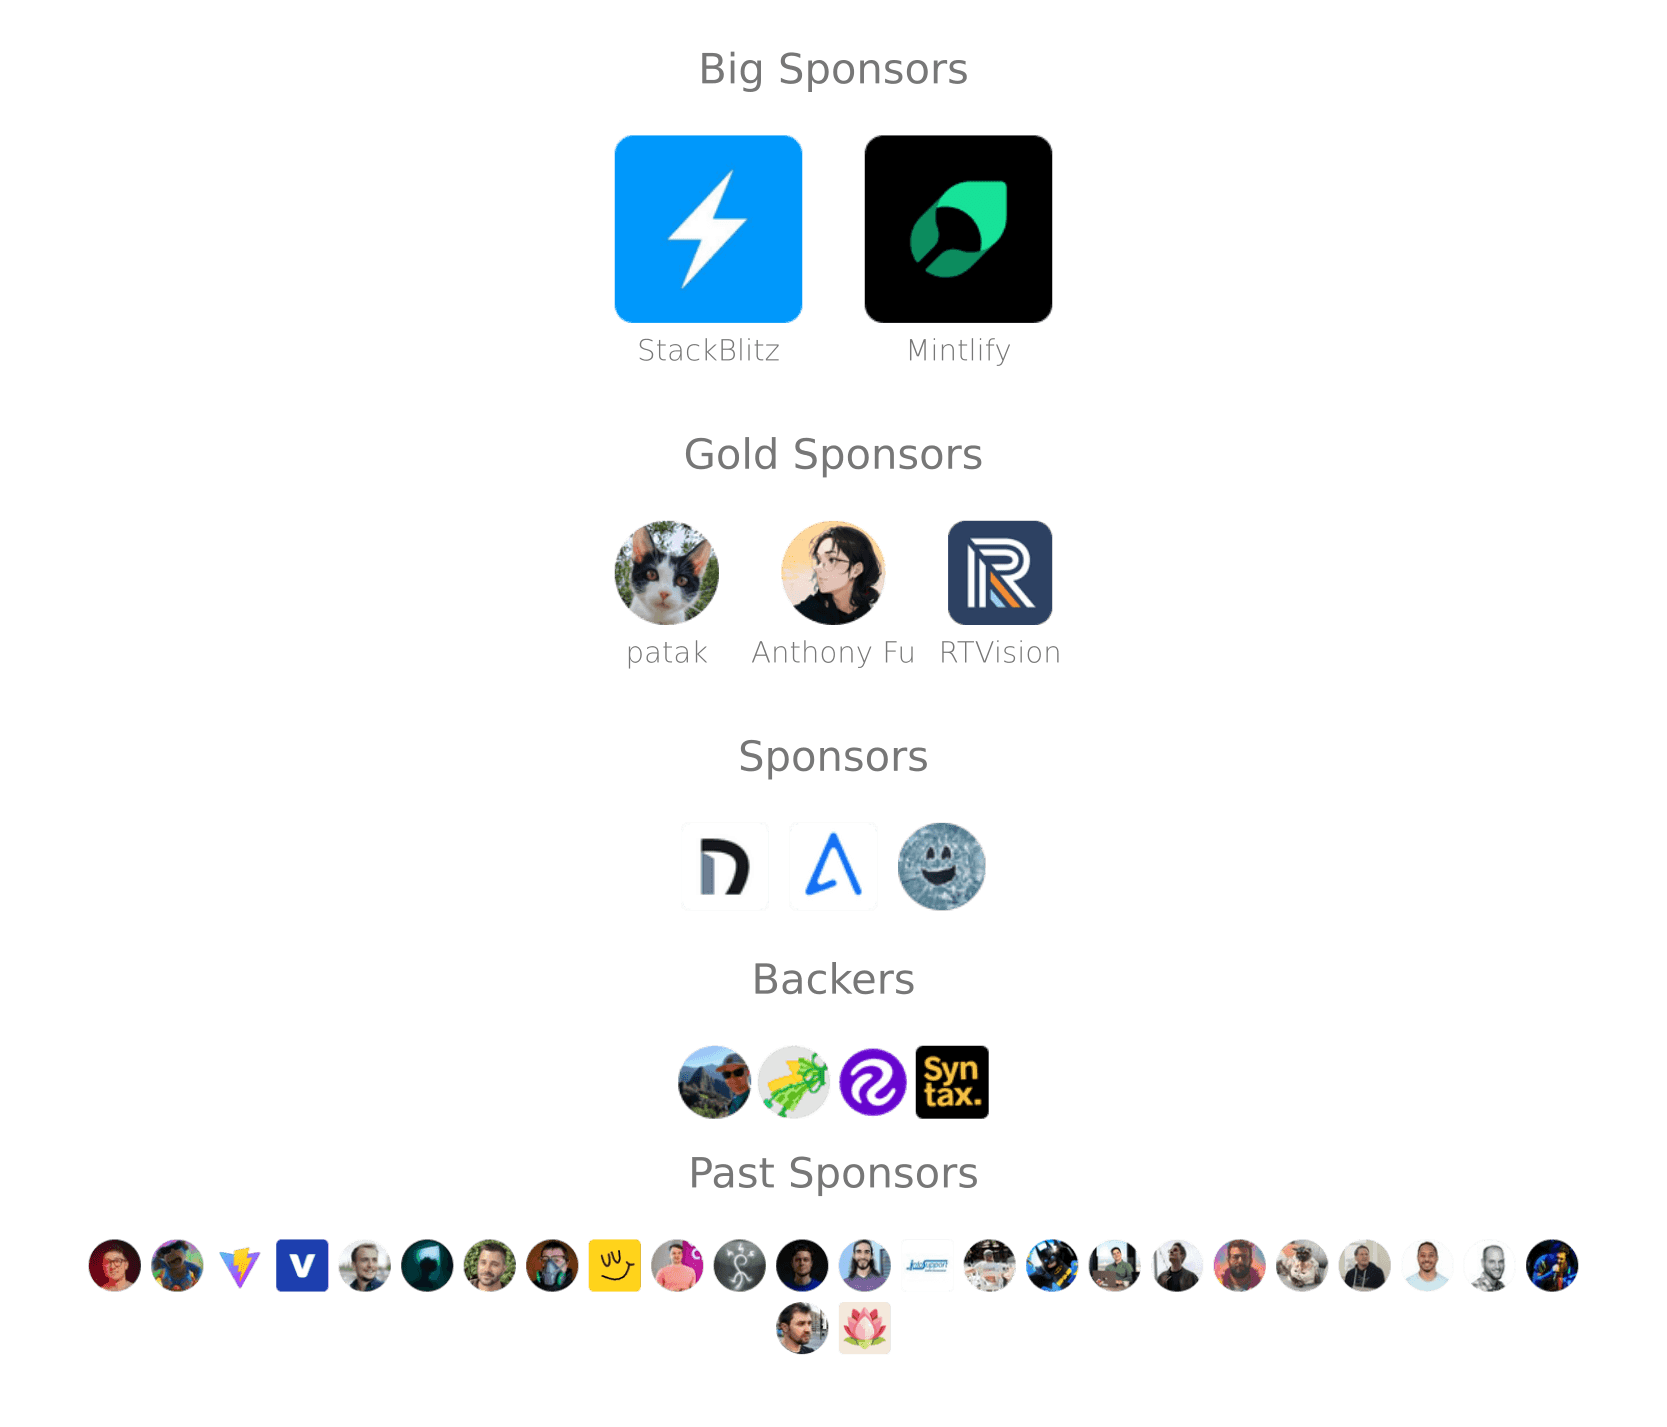 Big Sponsors
StackBlitz
Mintlify
Gold Sponsors
patak
Anthony Fu
RTVision
Sponsors
Backers
Syn
tax.
Past Sponsors
V